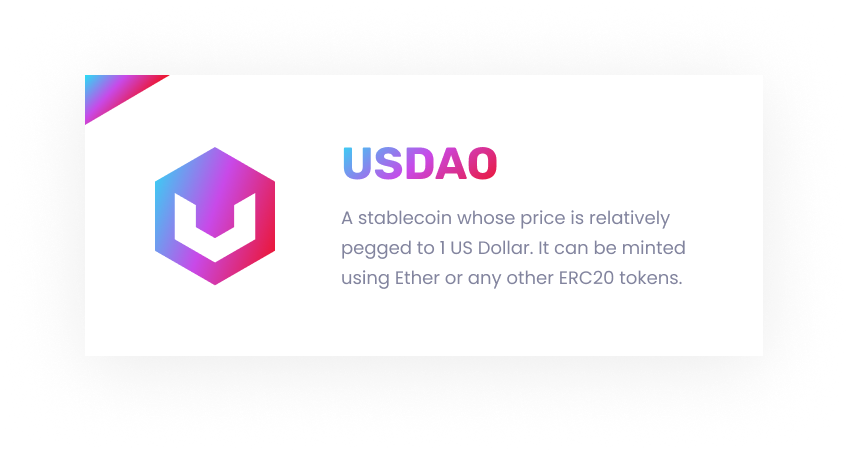 USDAO
A stablecoin whose price is relatively
pegged to 1 US Dollar. It can be minted
using Ether or any other ERC20 tokens.